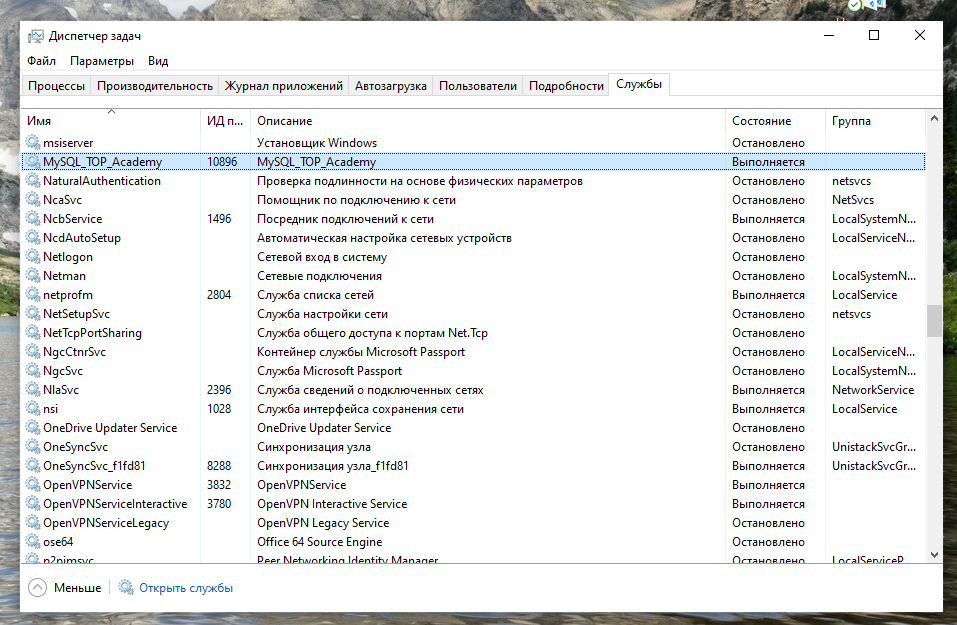 Диспетчер задач
Файл Параметры Вид
Процессы Производительность Журнал приложений Автозагрузка Пользователи Подробности Службы
Имя ИД п... Описание Состояние Группа
msiserver Установщик Windows Остановлено
MySQL_TOP_Academy 10896 MySQL_TOP_Academy Выполняется
NaturalAuthentication Проверка подлинности на основе физических параметров Остановлено netsvcs
NcaSvc Помощник по подключению к сети Остановлено NetSvcs
NcbService 1496 Посредник подключений к сети Выполняется LocalSystemN...
NcdAutoSetup Автоматическая настройка сетевых устройств Остановлено LocalServiceN...
Netlogon Сетевой вход в систему Остановлено
Netman Сетевые подключения Остановлено LocalSystemN...
netprofm 2804 Служба списка сетей Выполняется LocalService
NetSetupSvc Служба настройки сети Остановлено netsvcs
NetTcpPortSharing Служба общего доступа к портам Net.Tcp Остановлено
NgcCtnrSvc Контейнер службы Microsoft Passport Остановлено LocalServiceN...
NgcSvc Служба Microsoft Passport Остановлено LocalSystemN...
NlaSvc 2396 Служба сведений о подключенных сетях Выполняется NetworkService
nsi 1028 Служба интерфейса сохранения сети Выполняется LocalService
OneDrive Updater Service OneDrive Updater Service Остановлено
OneSyncSvc Синхронизация узла Остановлено UnistackSvcGr...
OneSyncSvc_f1fd81 8288 Синхронизация узла_f1fd81 Выполняется UnistackSvcGr...
OpenVPNService 3832 OpenVPNService Выполняется
OpenVPNServiceInteractive 3780 OpenVPN Interactive Service Выполняется
OpenVPNServiceLegacy OpenVPN Legacy Service Остановлено
ose64 Office 64 Source Engine Остановлено
p2pimsvc Peer Networking Identity Manager Остановлено LocalServiceP...
Меньше Открыть службы